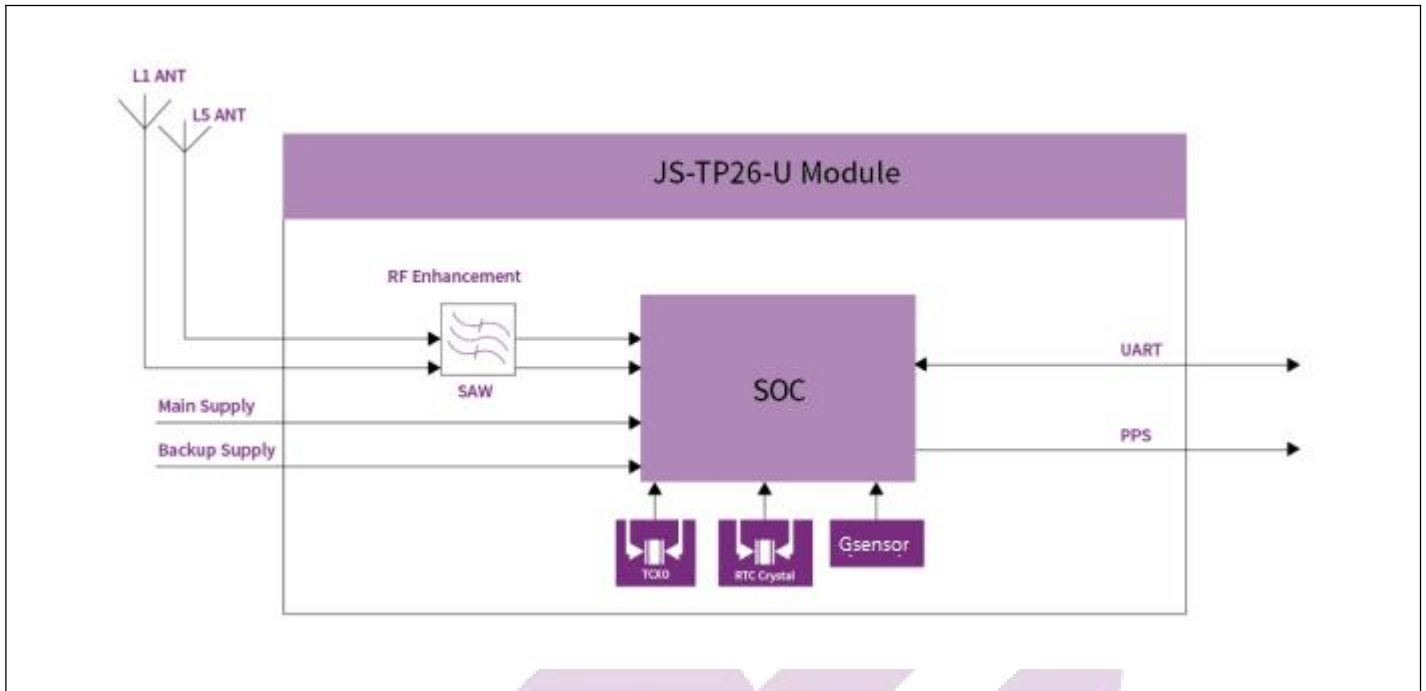 L1 ANT
L5 ANT
JS-TP26-U Module
RF Enhancement
SAW
Main Supply
Backup Supply
SOC
UART
PPS
TCXO
RTC Crystal
Gsensor